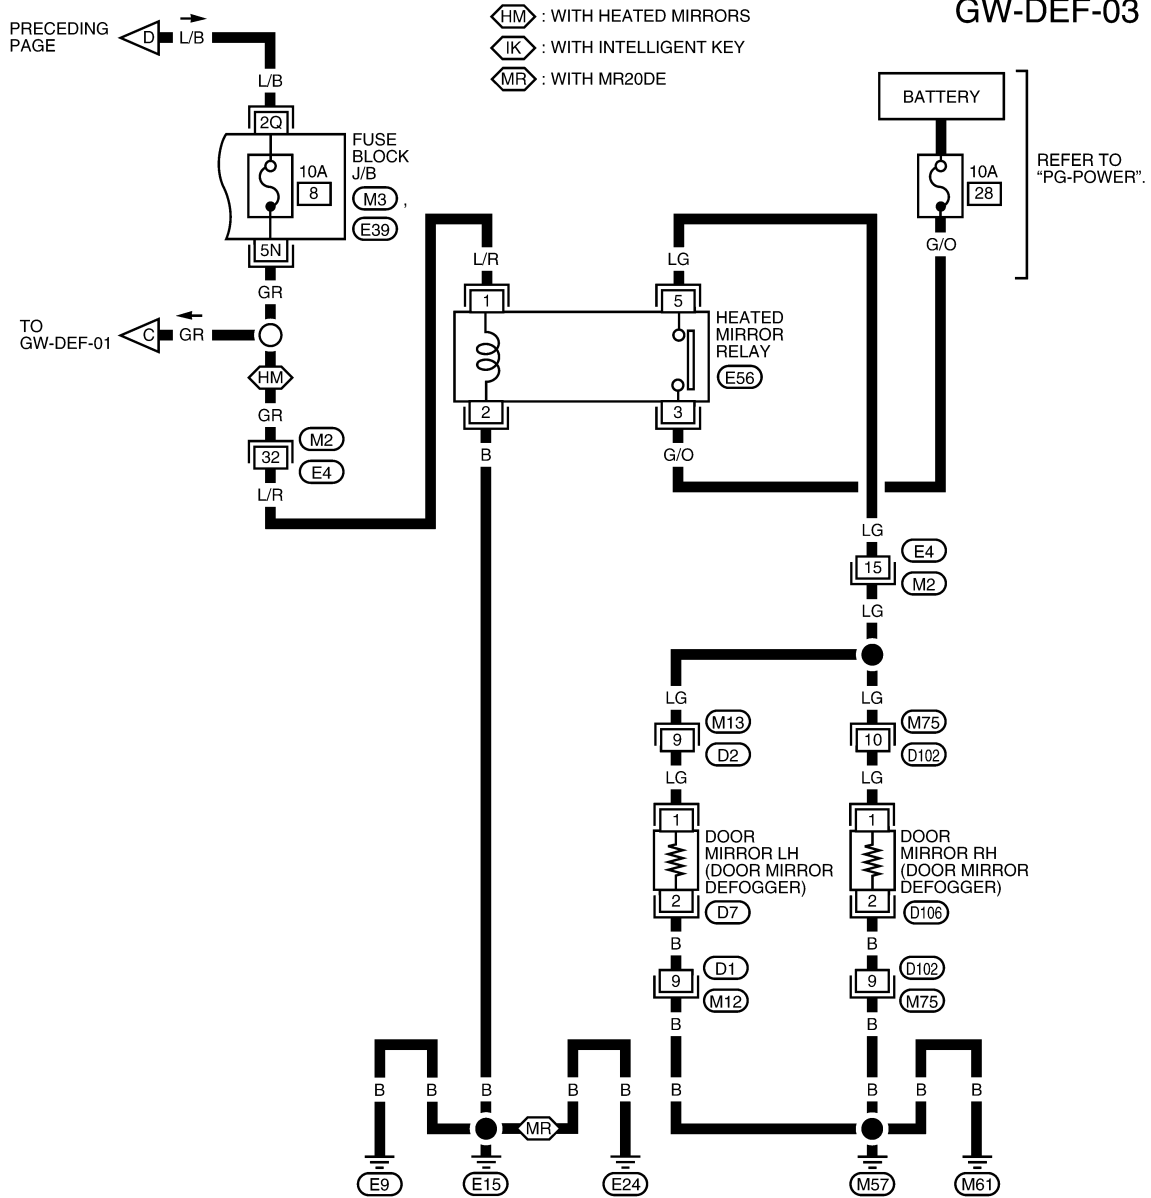 GW-DEF-03
HM : WITH HEATED MIRRORS
IK : WITH INTELLIGENT KEY
MR : WITH MR20DE
PRECEDING
PAGE
D L/B
L/B
2Q
FUSE
BLOCK
J/B
10A
8
M3 ,
E39
5N
GR
TO
GW-DEF-01
C GR
HM
GR
32
M2
E4
L/R
BATTERY
10A
28
REFER TO
“PG-POWER”.
G/O
L/R
LG
1
5
HEATED
MIRROR
RELAY
E56
2
3
B
G/O
LG
15
E4
M2
LG
LG
LG
9
M13
D2
10
M75
D102
LG
LG
1
DOOR
MIRROR LH
(DOOR MIRROR
DEFOGGER)
2
D7
1
DOOR
MIRROR RH
(DOOR MIRROR
DEFOGGER)
2
D106
B
B
9
D1
M12
9
D102
M75
B
B
B
B
B
B
B
B
B
B
B
MR
E9
E15
E24
M57
M61